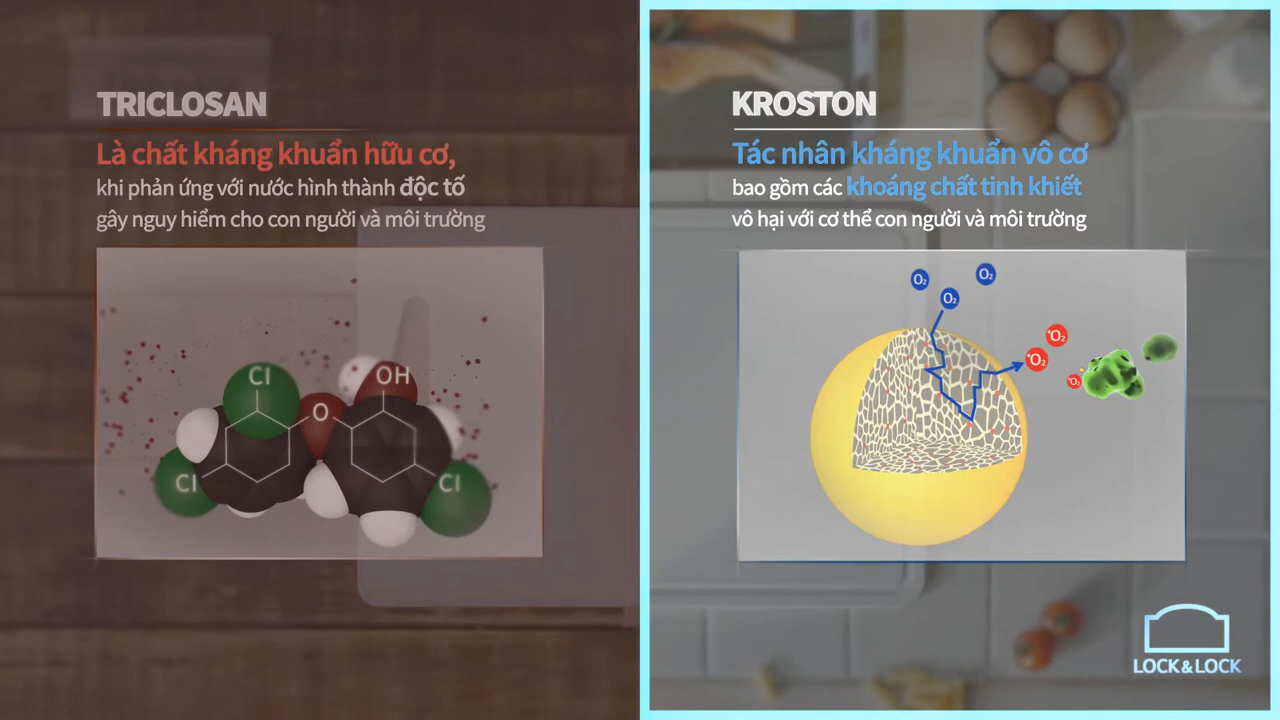 TRICLOSAN
Là chất kháng khuẩn hữu cơ,
khi phản ứng với nước hình thành độc tố
gây nguy hiểm cho con người và môi trường
Cl
OH
O
Cl
Cl
KROSTON
Tác nhân kháng khuẩn vô cơ
bao gồm các khoáng chất tinh khiết
vô hại với cơ thể con người và môi trường
O₂
O₂
O₂
*O₂
*O₂
*O₂
LOCK&LOCK